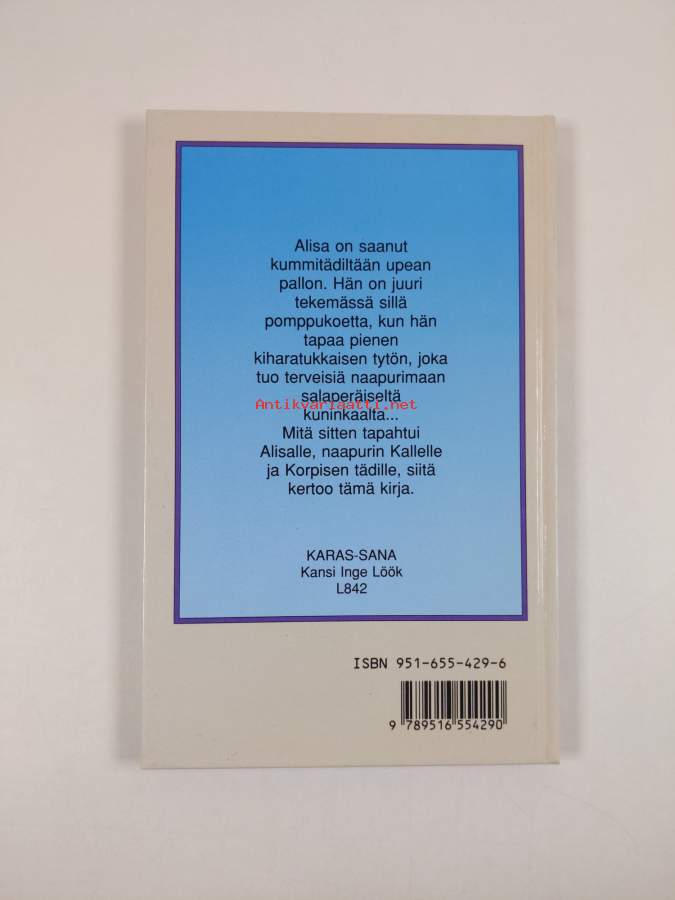 Alisa on saanut
kummitädiltään upean
pallon. Hän on juuri
tekemässä sillä
pomppukoetta, kun hän
tapaa pienen
kiharatukkaisen tytön, joka
tuo terveisiä naapurimaan
salaperäiseltä
Antikvariaatti.net
kuninkaalta...
Mitä sitten tapahtui
Alisalle, naapurin Kallelle
ja Korpisen tädille, siitä
kertoo tämä kirja.
KARAS-SANA
Kansi Inge Löök
L842
ISBN 951-655-429-6
9 789516 554290